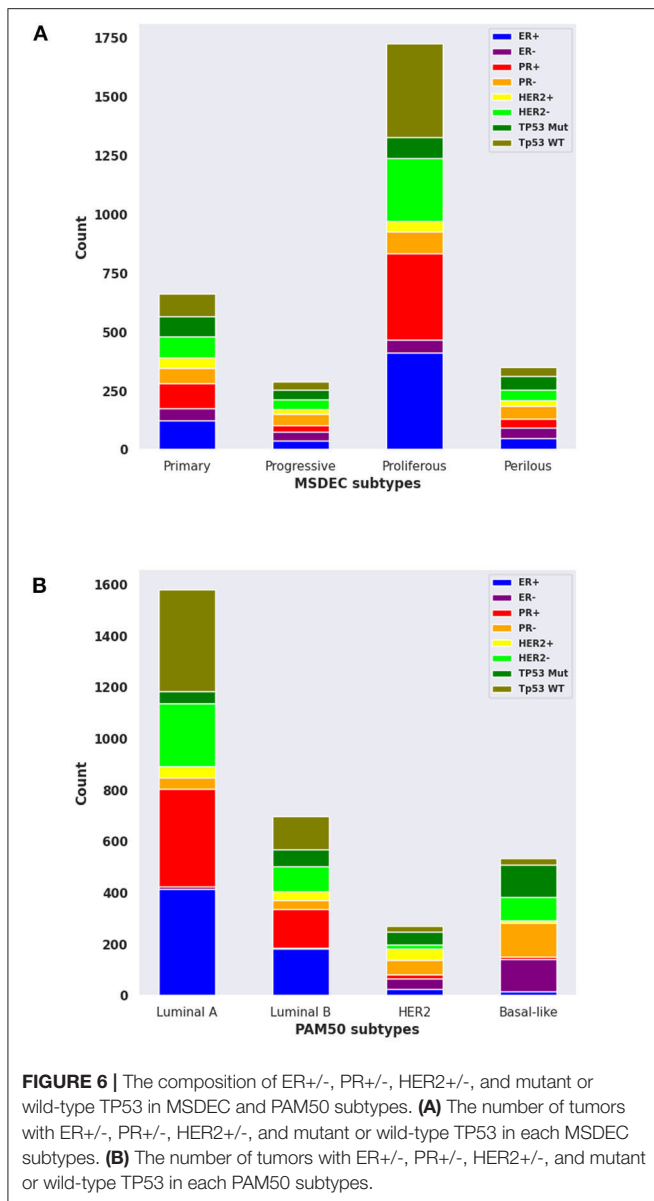 A
1750
1500
1250
1000
750
500
250
0
Count
ER+
ER-
PR+
PR-
HER2+
HER2-
TP53 Mut
Tp53 WT
Primary
Progressive
Proliferous
Perilous
MSDEC subtypes
B
1600
1400
1200
1000
800
600
400
200
0
Count
ER+
ER-
PR+
PR-
HER2+
HER2-
TP53 Mut
Tp53 WT
Luminal A
Luminal B
HER2
Basal-like
PAM50 subtypes
FIGURE 6 | The composition of ER+/-, PR+/-, HER2+/-, and mutant or
wild-type TP53 in MSDEC and PAM50 subtypes. (A) The number of tumors
with ER+/-, PR+/-, HER2+/-, and mutant or wild-type TP53 in each MSDEC
subtypes. (B) The number of tumors with ER+/-, PR+/-, HER2+/-, and mutant
or wild-type TP53 in each PAM50 subtypes.